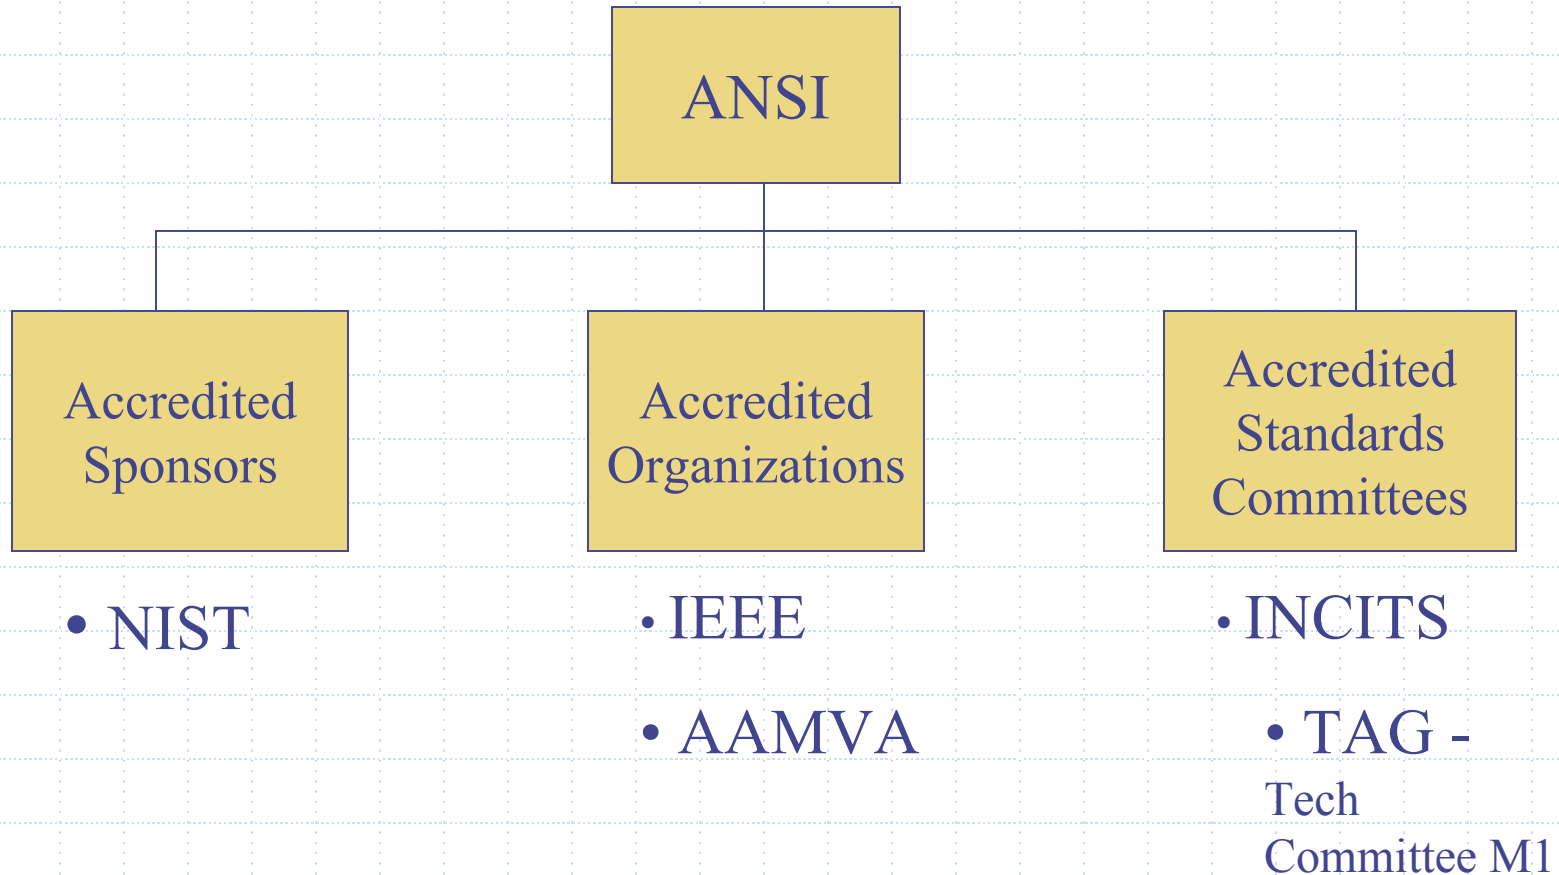 ANSI
Accredited
Sponsors
Accredited
Organizations
Accredited
Standards
Committees
• NIST
• IEEE
• AAMVA
• INCITS
• TAG -
Tech
Committee M1